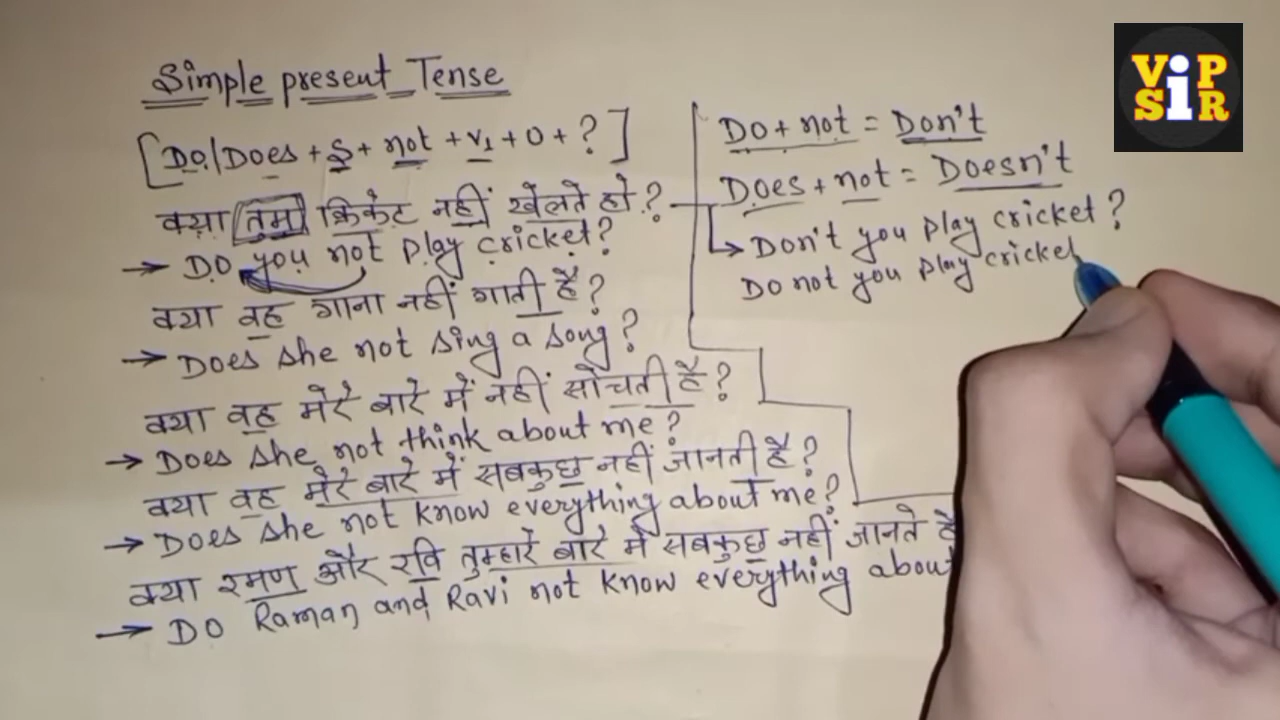 Simple present Tense
[Do/Does + S + not + V1 + O + ?]
क्या तुम क्रिकेट नहीं खेलते हो?
→ Do you not play cricket?
क्या वह गाना नहीं गाती है?
→ Does she not sing a song?
क्या वह मेरे बारे में नहीं सोचती है?
→ Does she not think about me?
क्या वह मेरे बारे में सबकुछ नहीं जानती है?
→ Does she not know everything about me?
क्या रमण और रवि तुम्हारे बारे में सबकुछ नहीं जानते है
→ Do Raman and Ravi not know everything about
Do + not = Don't
Does + not = Doesn't
→ Don't you play cricket?
Do not you play cricket
ViP
SiR